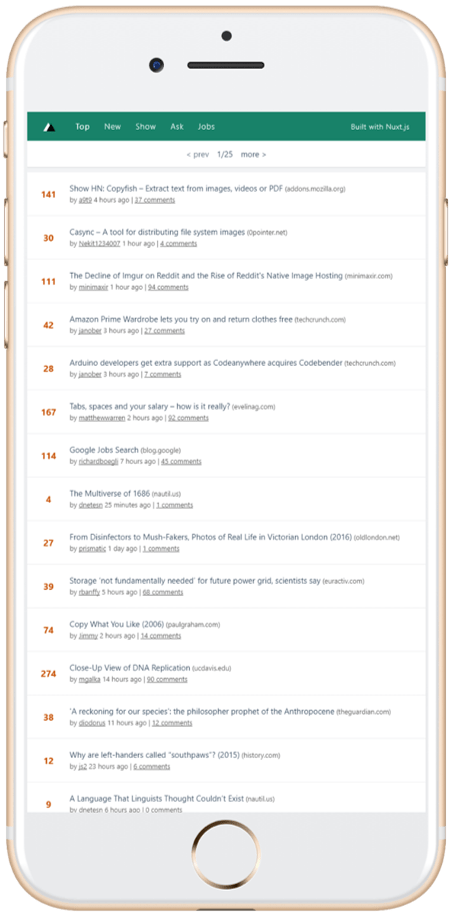 Top New Show Ask Jobs Built with Nuxt.js
< prev 1/25 more >
141 Show HN: Copyfish – Extract text from images, videos or PDF (addons.mozilla.org)
by a9t9 4 hours ago | 37 comments
30 Casync – A tool for distributing file system images (0pointer.net)
by Nekit1234007 1 hour ago | 4 comments
111 The Decline of Imgur on Reddit and the Rise of Reddit's Native Image Hosting (minimaxir.com)
by minimaxir 1 hour ago | 94 comments
42 Amazon Prime Wardrobe lets you try on and return clothes free (techcrunch.com)
by janober 3 hours ago | 27 comments
28 Arduino developers get extra support as Codeanywhere acquires Codebender (techcrunch.com)
by janober 3 hours ago | 7 comments
167 Tabs, spaces and your salary – how is it really? (evelinag.com)
by matthewwarren 2 hours ago | 92 comments
114 Google Jobs Search (blog.google)
by richardboegli 7 hours ago | 45 comments
4 The Multiverse of 1686 (nautil.us)
by dnetesn 25 minutes ago | 1 comments
27 From Disinfectors to Mush-Fakers, Photos of Real Life in Victorian London (2016) (oldlondon.net)
by prismatic 1 day ago | 1 comments
39 Storage 'not fundamentally needed' for future power grid, scientists say (euractiv.com)
by rbanffy 5 hours ago | 68 comments
74 Copy What You Like (2006) (paulgraham.com)
by Jimmy 2 hours ago | 14 comments
274 Close-Up View of DNA Replication (ucdavis.edu)
by mgalka 14 hours ago | 90 comments
38 'A reckoning for our species': the philosopher prophet of the Anthropocene (theguardian.com)
by diodorus 11 hours ago | 12 comments
12 Why are left-handers called "southpaws"? (2015) (history.com)
by js2 23 hours ago | 6 comments
9 A Language That Linguists Thought Couldn't Exist (nautil.us)
by dnetesn 6 hours ago | 0 comments